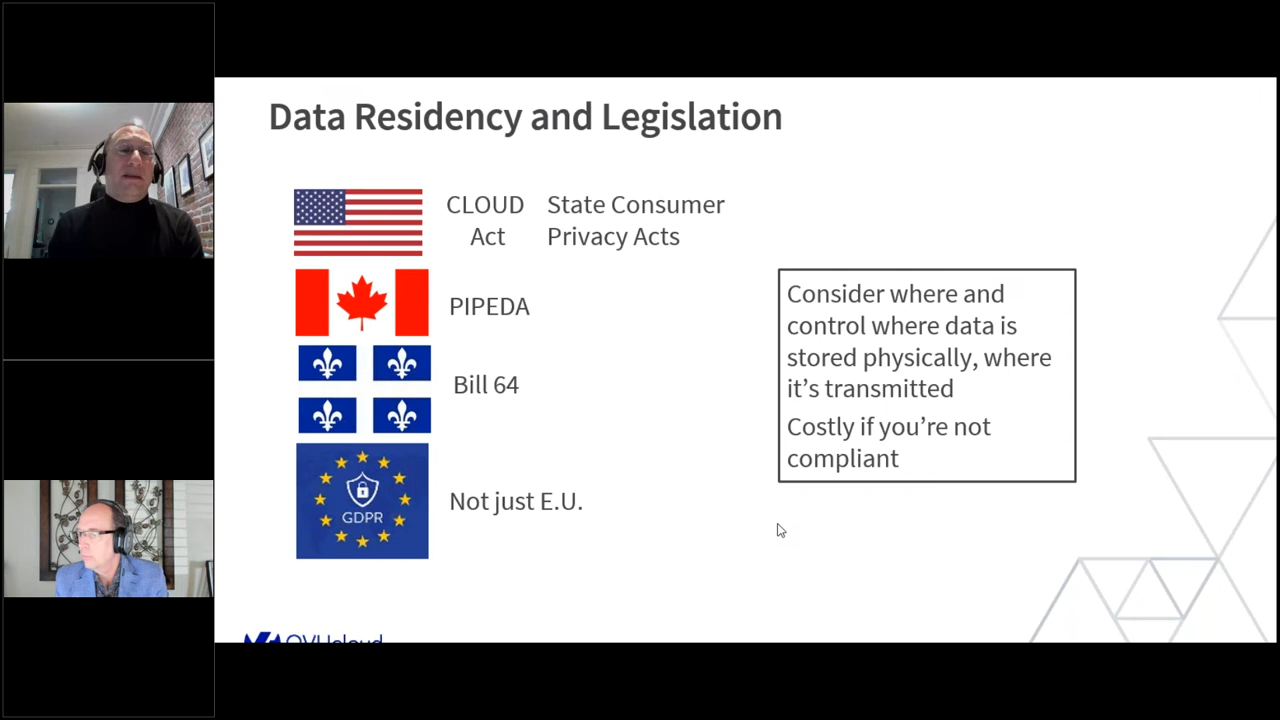 Data Residency and Legislation
CLOUD State Consumer
Act Privacy Acts
PIPEDA
Bill 64
GDPR
Not just E.U.
Consider where and
control where data is
stored physically, where
it’s transmitted
Costly if you’re not
compliant
OVHcloud